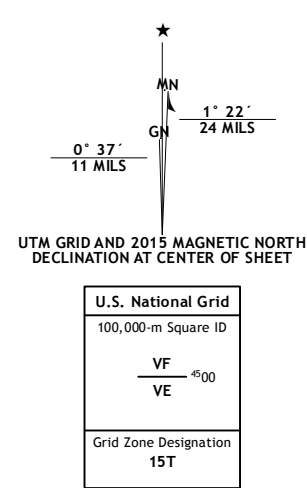 ★
MN
1° 22´
24 MILS
GN
0° 37´
11 MILS
UTM GRID AND 2015 MAGNETIC NORTH
DECLINATION AT CENTER OF SHEET
U.S. National Grid
100,000-m Square ID
VF
4500
VE
Grid Zone Designation
15T